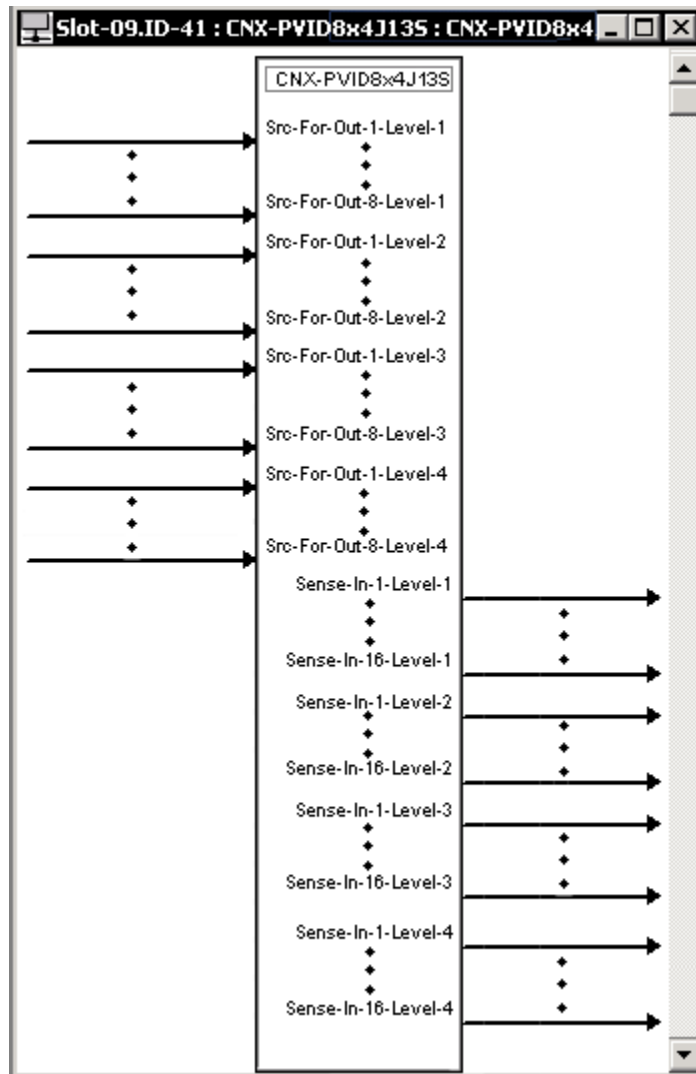 Slot-09.ID-41 : CNX-PVID8x4J13S : CNX-PVID8x4
CNX-PVID8x4J13S
Src-For-Out-1-Level-1
Src-For-Out-8-Level-1
Src-For-Out-1-Level-2
Src-For-Out-8-Level-2
Src-For-Out-1-Level-3
Src-For-Out-8-Level-3
Src-For-Out-1-Level-4
Src-For-Out-8-Level-4
Sense-In-1-Level-1
Sense-In-16-Level-1
Sense-In-1-Level-2
Sense-In-16-Level-2
Sense-In-1-Level-3
Sense-In-16-Level-3
Sense-In-1-Level-4
Sense-In-16-Level-4